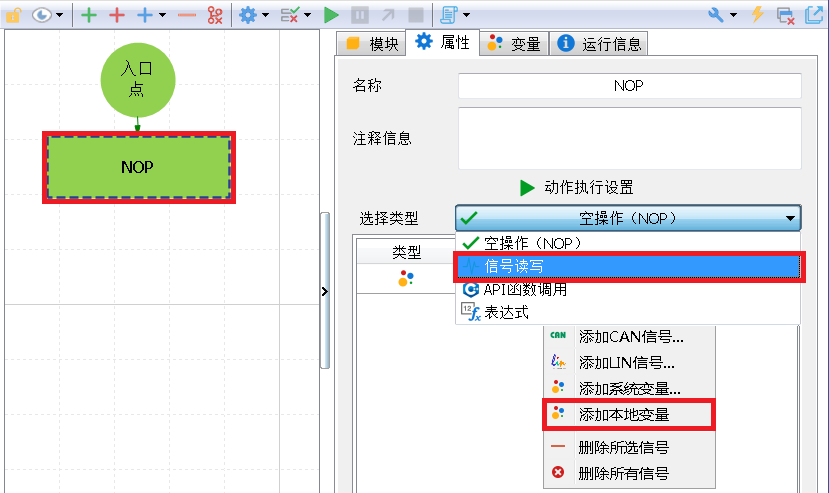 模块
属性
变量
运行信息
入口
点
NOP
名称
NOP
注释信息
动作执行设置
选择类型
空操作（NOP）
类型
空操作（NOP）
信号读写
API函数调用
表达式
CAN
添加CAN信号...
Lin
添加LIN信号...
添加系统变量...
添加本地变量
删除所选信号
删除所有信号